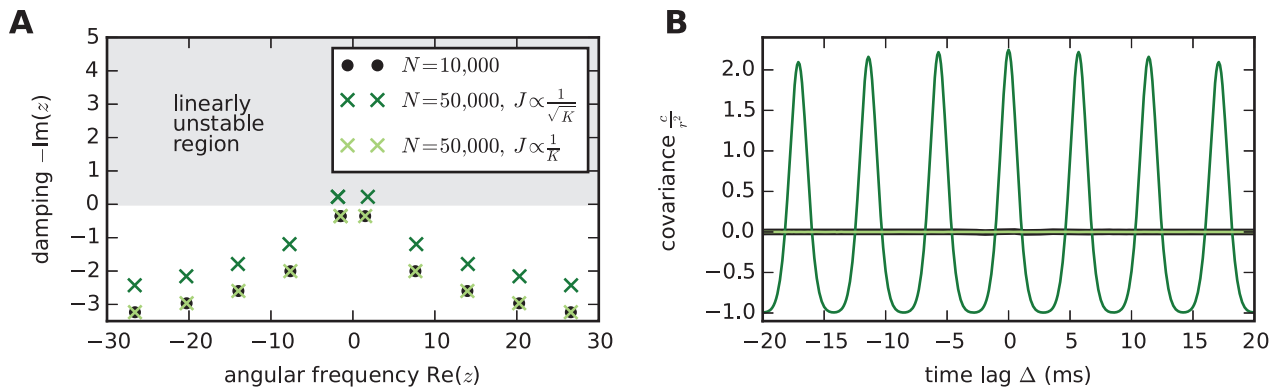 A
5
4
3
2
1
0
−1
−2
−3
damping −Im(z)
linearly
unstable
region
N=10,000
N=50,000, J∝1/√K
N=50,000, J∝1/K
−30 −20 −10 0 10 20 30
angular frequency Re(z)
B
2.0
1.5
1.0
0.5
0.0
−0.5
−1.0
covariance c/r²
−20 −15 −10 −5 0 5 10 15 20
time lag Δ (ms)